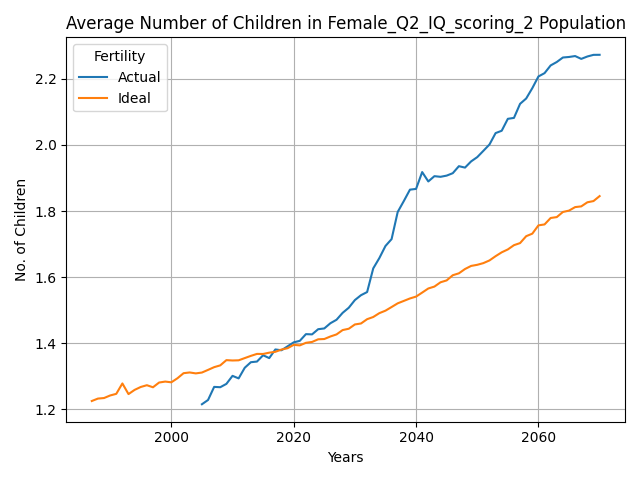 Average Number of Children in Female_Q2_IQ_scoring_2 Population
Fertility
Actual
Ideal
No. of Children
2.2
2.0
1.8
1.6
1.4
1.2
2000 2020 2040 2060
Years